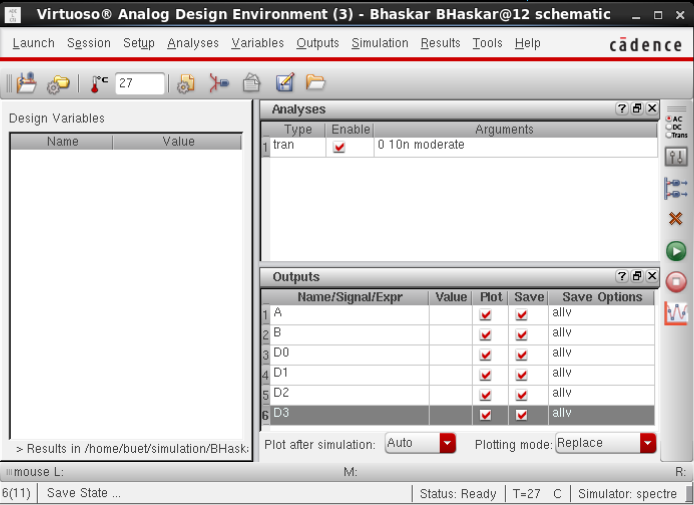 Virtuoso® Analog Design Environment (3) - Bhaskar BHaskar@12 schematic
Launch Session Setup Analyses Variables Outputs Simulation Results Tools Help
cādence
°C 27
Design Variables
Name Value
> Results in /home/buet/simulation/BHaska
Analyses
Type Enable Arguments
1 tran 0 10n moderate
Outputs
Name/Signal/Expr Value Plot Save Save Options
1 A allv
2 B allv
3 D0 allv
4 D1 allv
5 D2 allv
6 D3 allv
Plot after simulation: Auto Plotting mode: Replace
AC
DC
Trans
mouse L: M: R:
6(11) Save State ... Status: Ready T=27 C Simulator: spectre